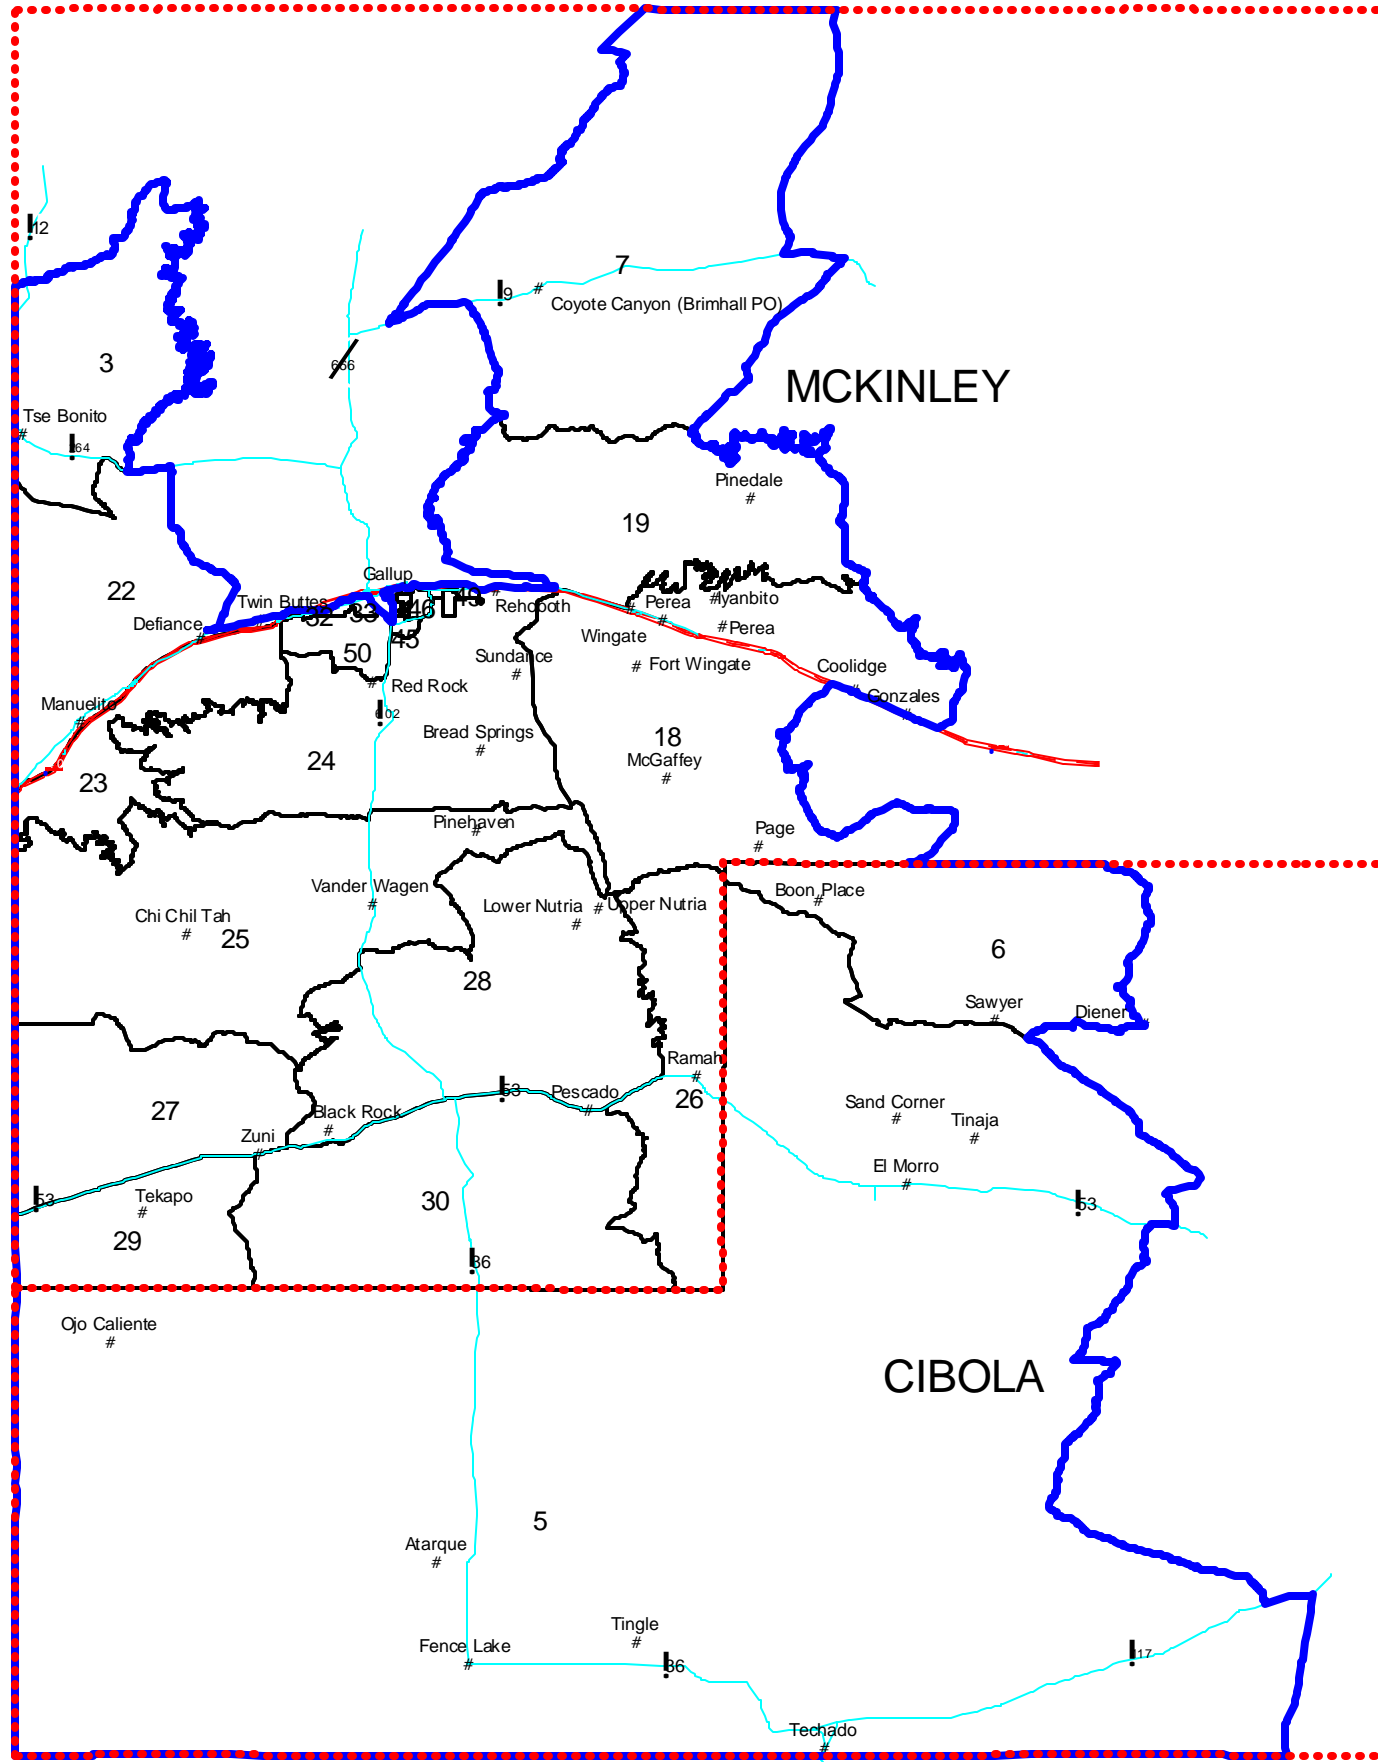 12
7
9 #
Coyote Canyon (Brimhall PO)
666
3
MCKINLEY
Tse Bonito
#
64
Pinedale
#
19
Gallup
22
Twin Buttes
32
33
46
49
#
Rehoboth
#
Perea
#
#
Iyanbito
Defiance
#
45
Wingate
#
Perea
50
Sundance
#
#
Fort Wingate
Coolidge
#
#
Red Rock
Gonzales
#
Manuelito
#
602
Bread Springs
#
18
McGaffey
#
24
23
Pinehaven
#
Page
#
Vander Wagen
#
Boon Place
#
Chi Chil Tah
#
25
Lower Nutria
#
#
Upper Nutria
6
28
Sawyer
#
Diener
Ramah
#
26
53
Pescado
#
27
Black Rock
#
Sand Corner
#
Tinaja
#
Zuni
#
El Morro
#
53
Tekapo
#
53
30
29
36
Ojo Caliente
#
CIBOLA
5
Atarque
#
Tingle
#
Fence Lake
#
36
117
Techado
#